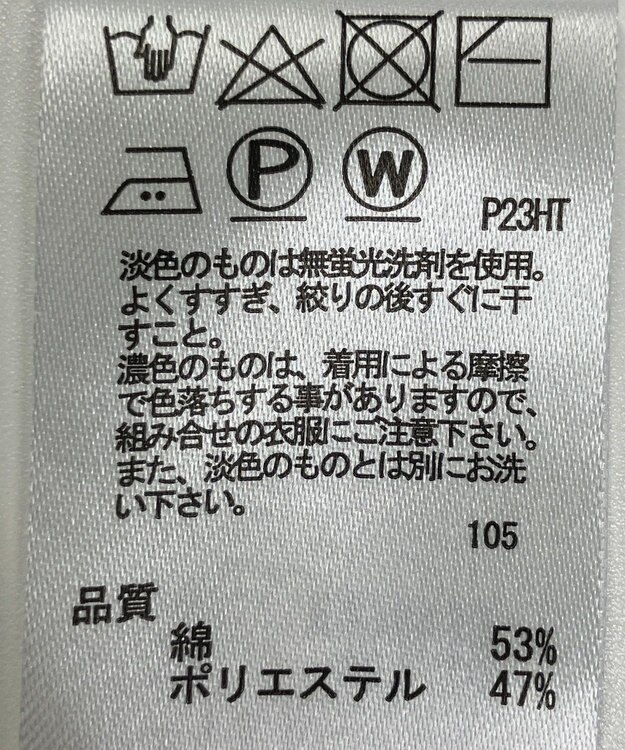 P W
P23HT
淡色のものは無蛍光洗剤を使用。
よくすすぎ、絞りの後すぐに干
すこと。
濃色のものは、着用による摩擦
で色落ちする事がありますので、
組み合せの衣服にご注意下さい。
また、淡色のものとは別にお洗
い下さい。
105
品質
綿 53%
ポリエステル 47%